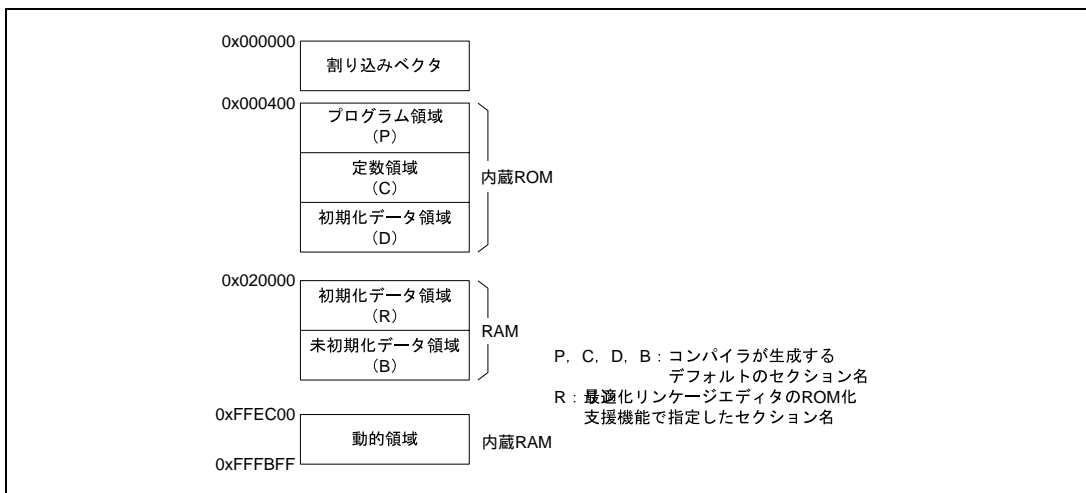 0x000000
割り込みベクタ
0x000400
プログラム領域
(P)
定数領域
(C)
初期化データ領域
(D)
内蔵ROM
0x020000
初期化データ領域
(R)
未初期化データ領域
(B)
RAM
P, C, D, B : コンパイラが生成する
デフォルトのセクション名
R : 最適化リンケージエディタのROM化
支援機能で指定したセクション名
0xFFEC00
動的領域
内蔵RAM
0xFFFBFF